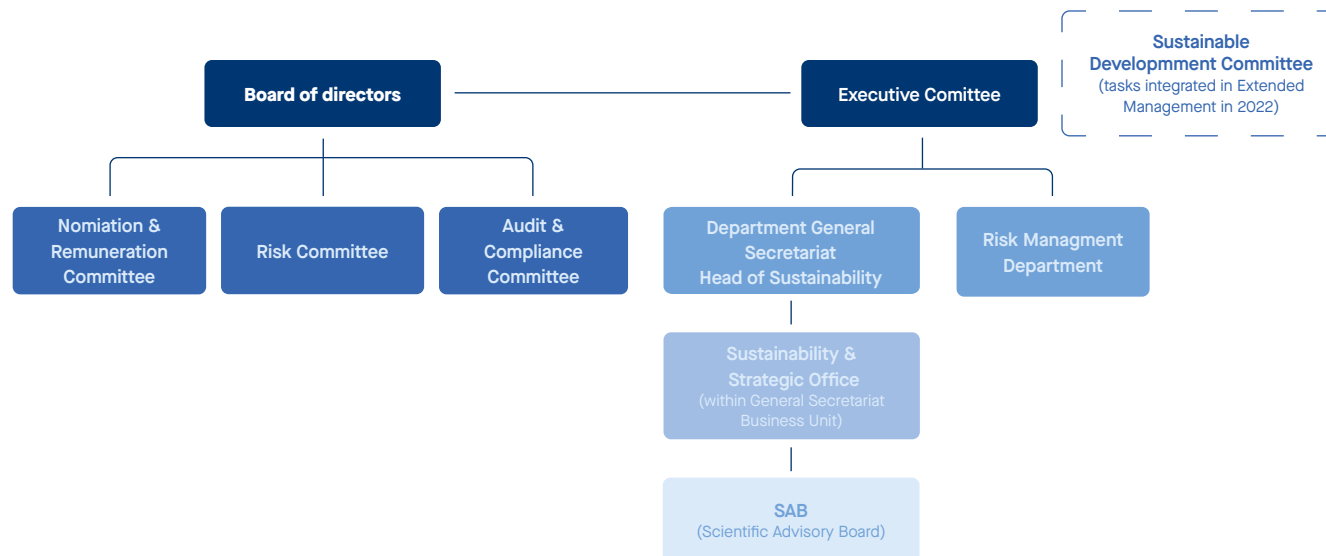 Sustainable
Developmment Committee
(tasks integrated in Extended
Management in 2022)
Board of directors
Executive Comittee
Nomiation &
Remuneration
Committee
Risk Committee
Audit &
Compliance
Committee
Department General
Secretariat
Head of Sustainability
Risk Managment
Department
Sustainability &
Strategic Office
(within General Secretariat
Business Unit)
SAB
(Scientific Advisory Board)